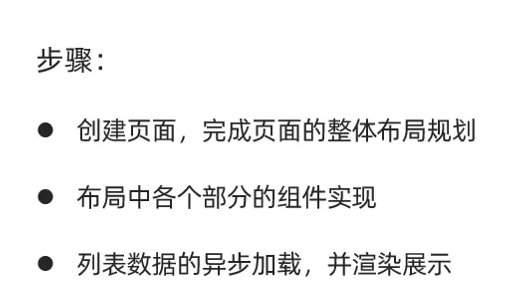 步骤：
● 创建页面，完成页面的整体布局规划
● 布局中各个部分的组件实现
● 列表数据的异步加载，并渲染展示